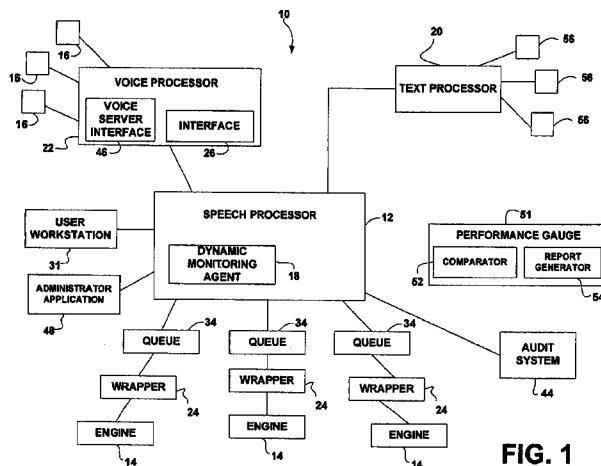 10
20
16
16
16
VOICE PROCESSOR
VOICE
SERVER
INTERFACE
INTERFACE
22
46
26
TEXT PROCESSOR
56
56
56
SPEECH PROCESSOR
12
DYNAMIC
MONITORING
AGENT
18
USER
WORKSTATION
31
ADMINISTRATOR
APPLICATION
48
51
PERFORMANCE GAUGE
52
COMPARATOR
REPORT
GENERATOR
54
34
QUEUE
34
QUEUE
34
QUEUE
WRAPPER
24
WRAPPER
24
WRAPPER
24
ENGINE
14
ENGINE
14
ENGINE
14
AUDIT
SYSTEM
44
FIG. 1